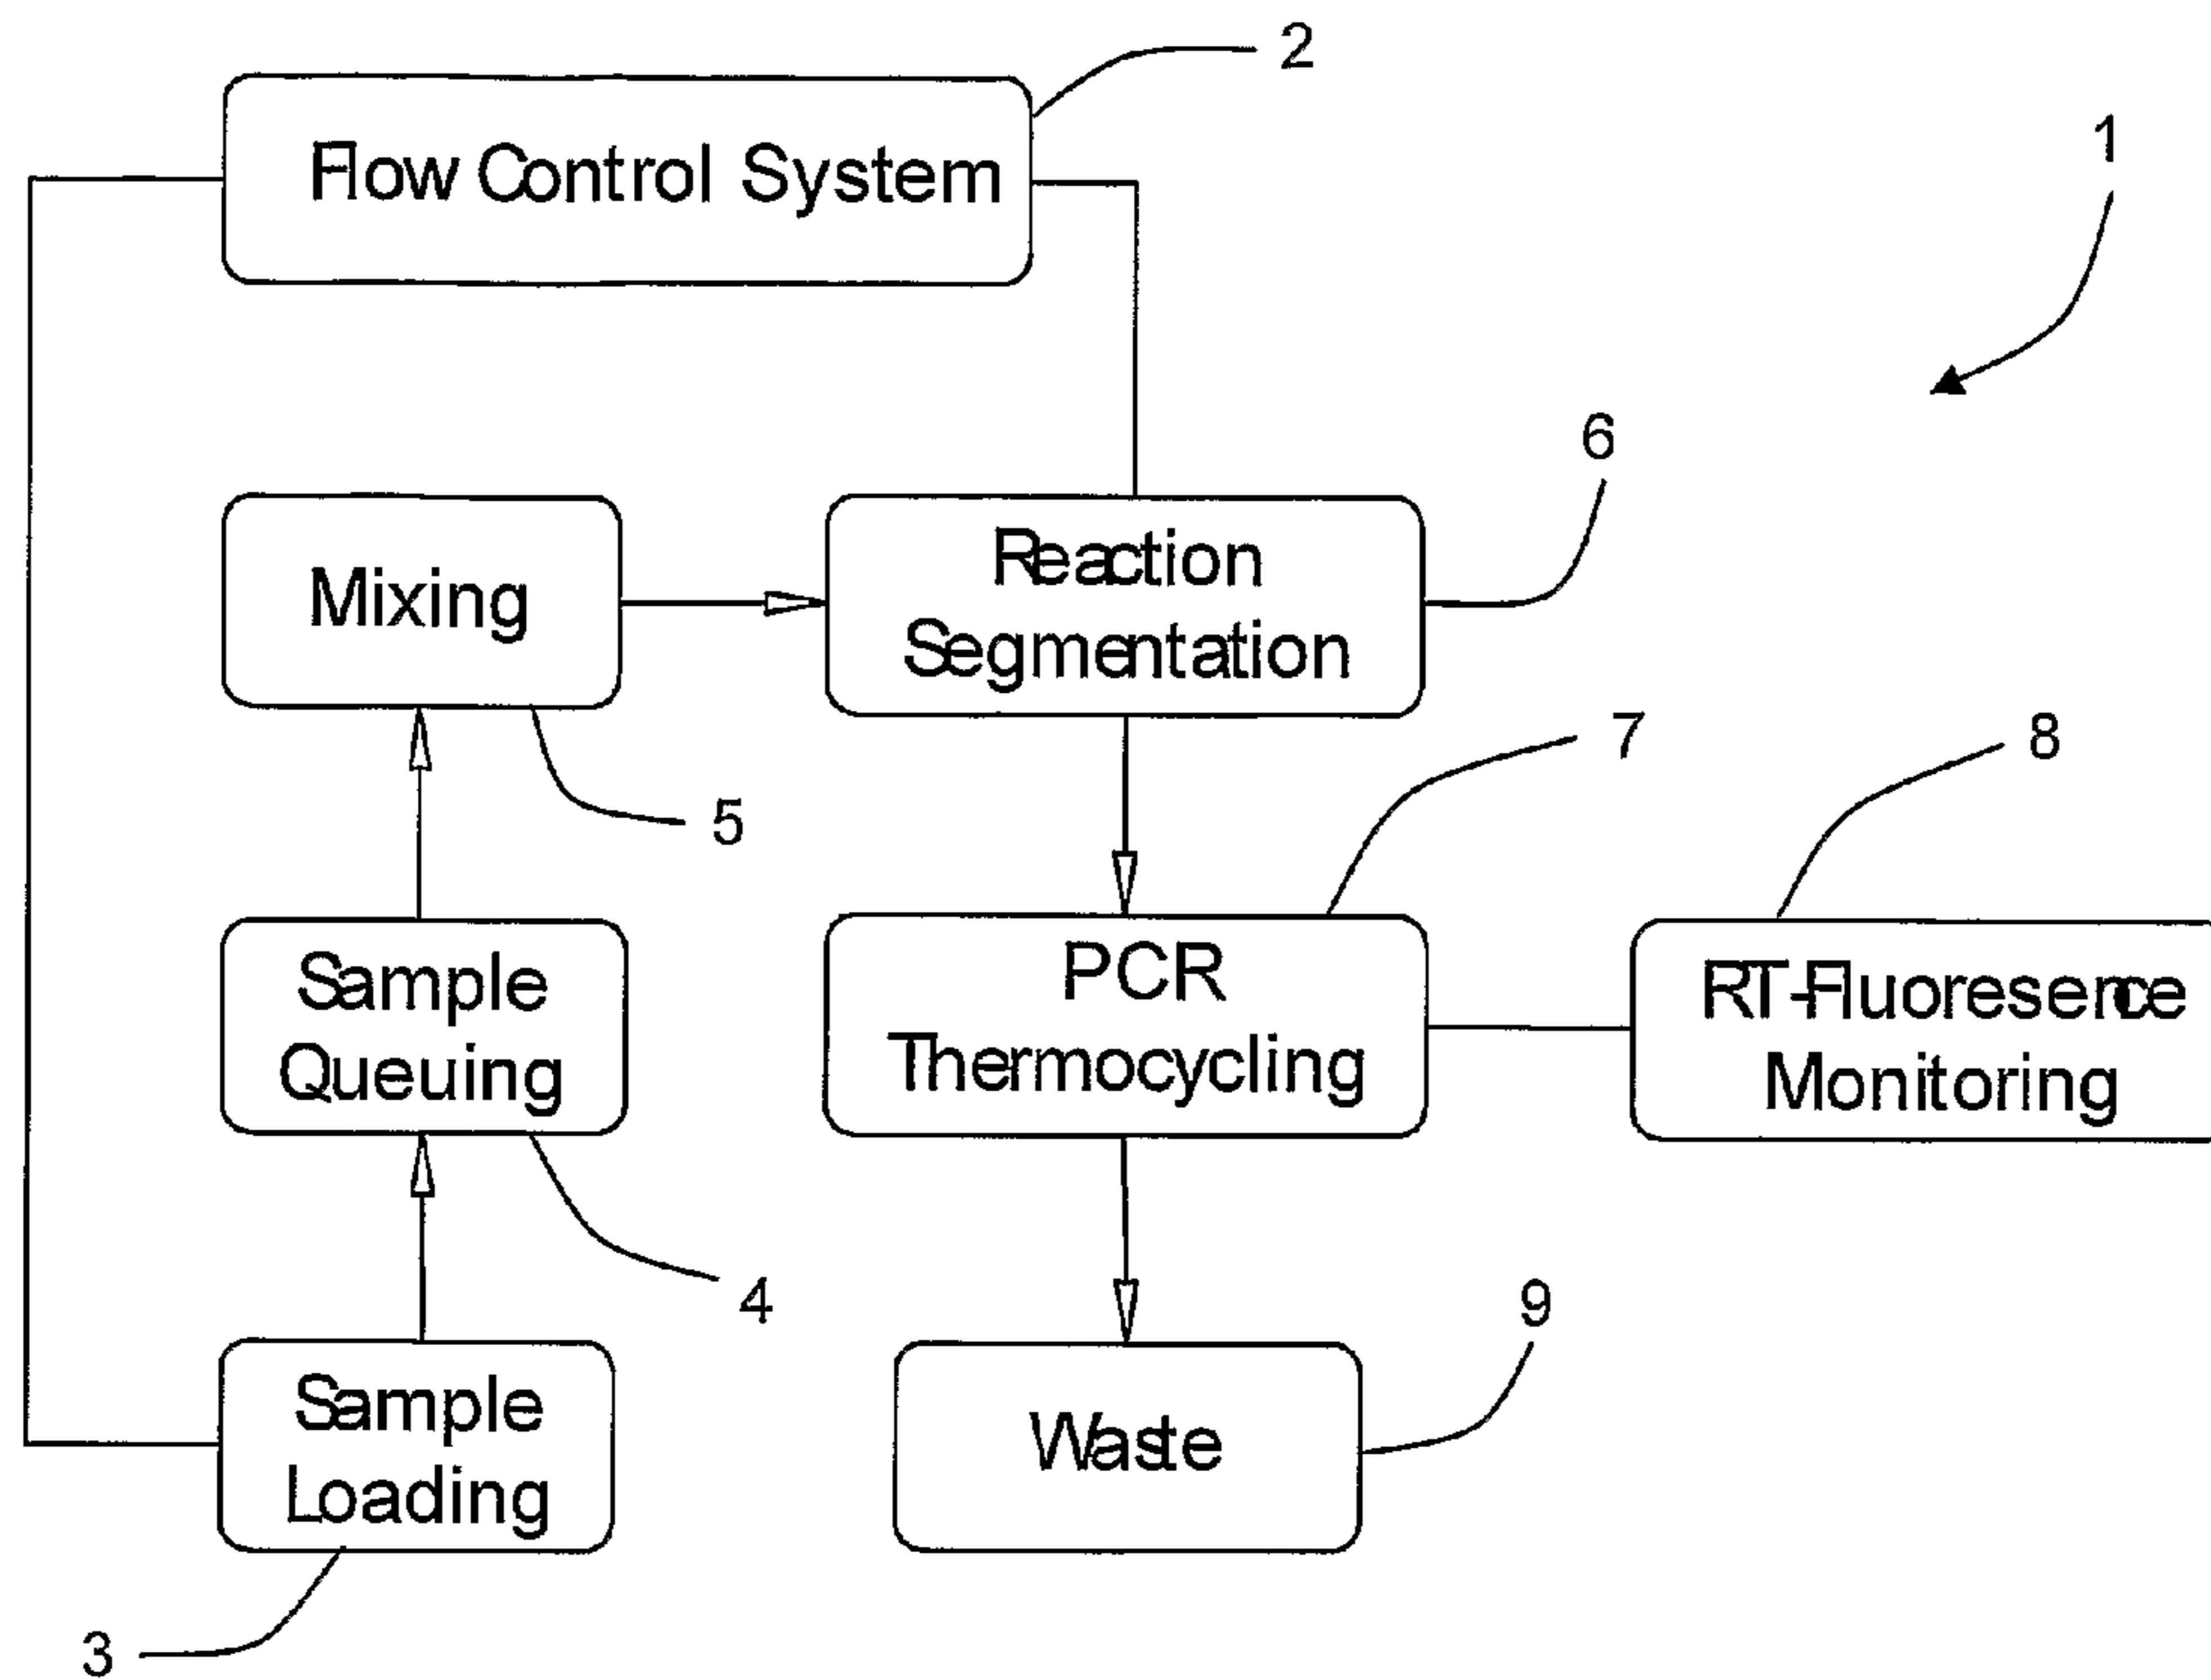 2
Flow Control System
1
6
Mixing
Reaction
Segmentation
7
8
5
Sample
Queuing
PCR
Thermocycling
RT-Fluoresence
Monitoring
4
9
Sample
Loading
Waste
3